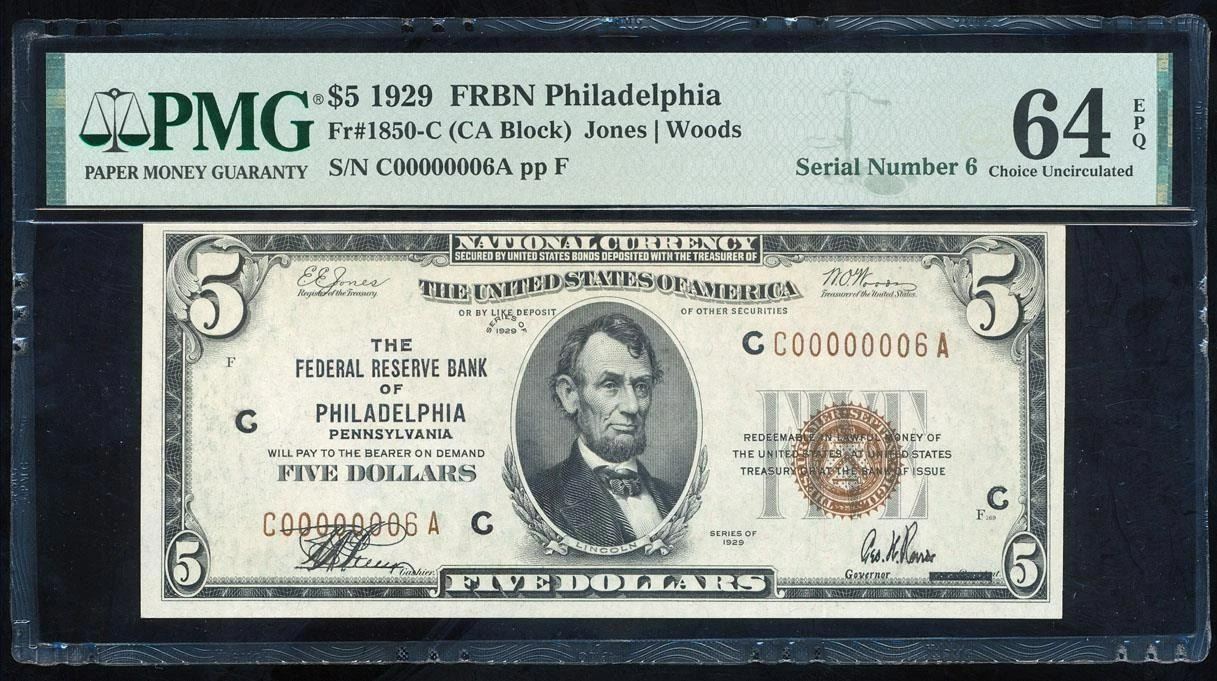 PMG®
PAPER MONEY GUARANTY
$5 1929 FRBN Philadelphia
Fr#1850-C (CA Block) Jones | Woods
S/N C00000006A pp F
Serial Number 6
64 EPQ
Choice Uncirculated
NATIONAL CURRENCY
SECURED BY UNITED STATES BONDS DEPOSITED WITH THE TREASURER OF
5
5
E E Jones
Register of the Treasury.
THE UNITED STATES OF AMERICA
W.O. Woods
Treasurer of the United States.
OR BY LIKE DEPOSIT OF OTHER SECURITIES
SERIES OF
1929
F
THE
FEDERAL RESERVE BANK
OF
PHILADELPHIA
PENNSYLVANIA
WILL PAY TO THE BEARER ON DEMAND
FIVE DOLLARS
C
C C00000006 A
FIVE
REDEEMABLE IN LAWFUL MONEY OF
THE UNITED STATES AT UNITED STATES
TREASURY OR AT THE BANK OF ISSUE
C
F 169
C00000006 A
C
LINCOLN
SERIES OF
1929
Cashier.
Geo. W. Norris
Governor
5
FIVE DOLLARS
5